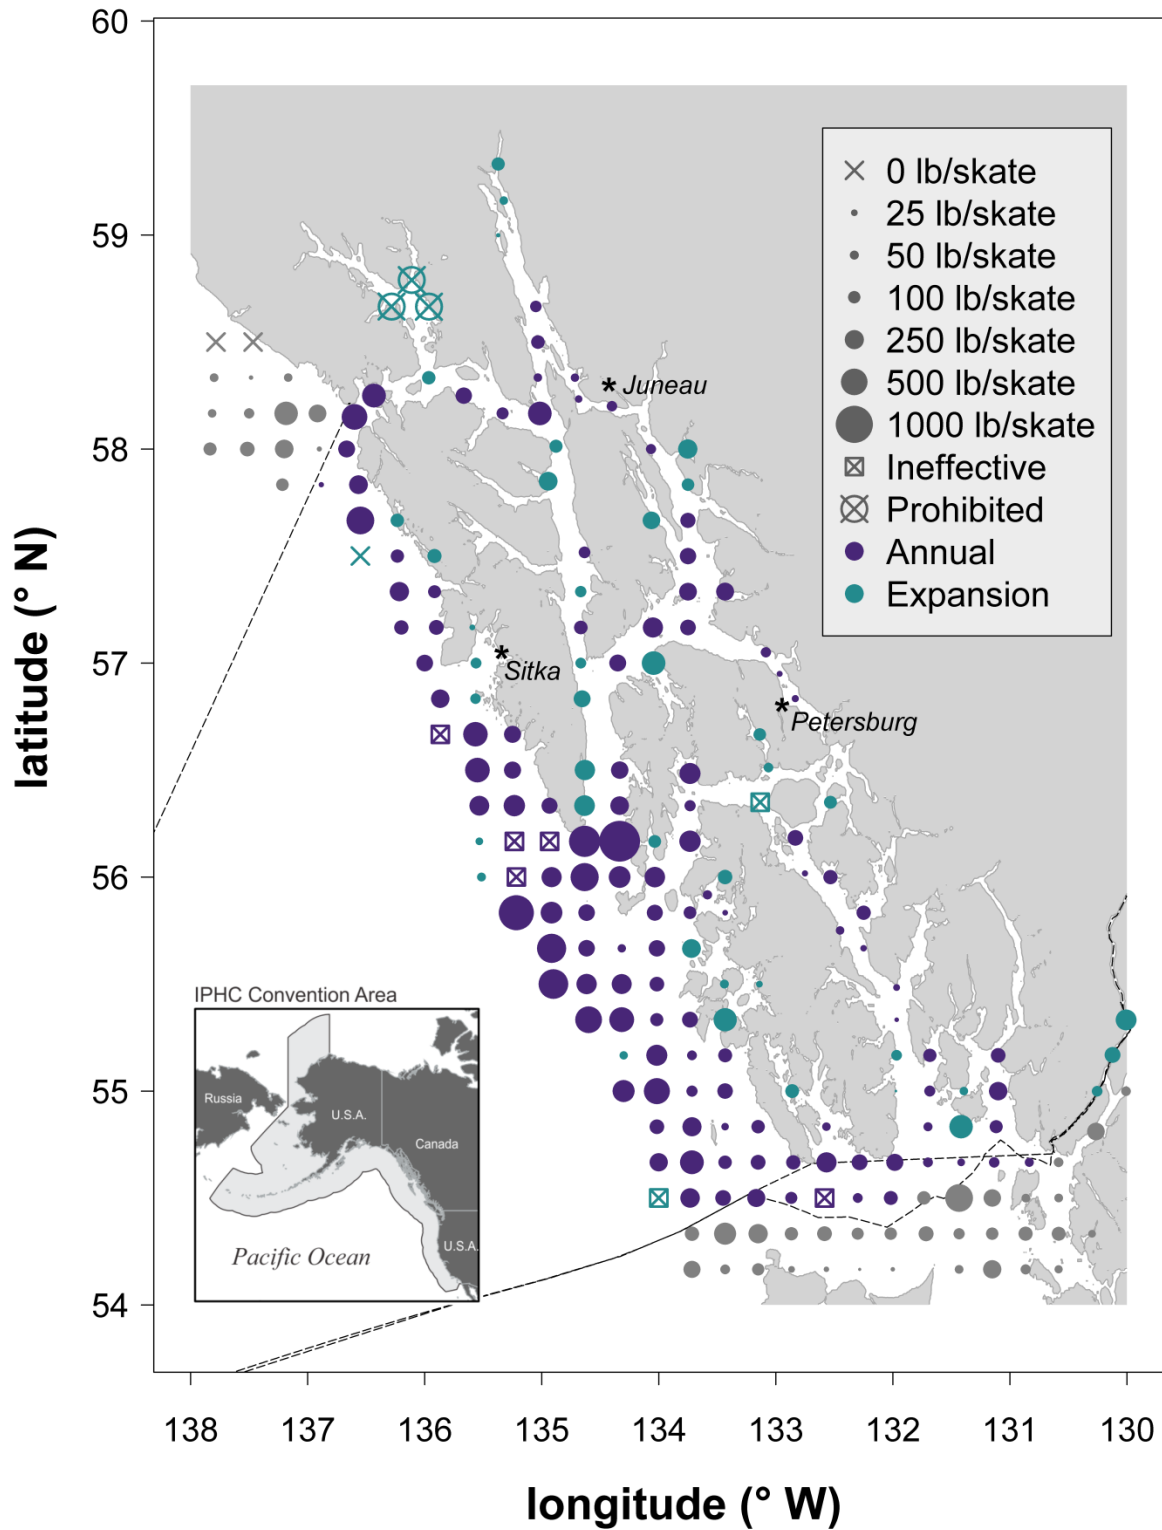 60
59
58
57
56
55
54
latitude (° N)
0 lb/skate
25 lb/skate
50 lb/skate
100 lb/skate
250 lb/skate
500 lb/skate
1000 lb/skate
Ineffective
Prohibited
Annual
Expansion
* Juneau
* Sitka
* Petersburg
IPHC Convention Area
Russia
U.S.A.
Canada
U.S.A.
Pacific Ocean
138 137 136 135 134 133 132 131 130
longitude (° W)